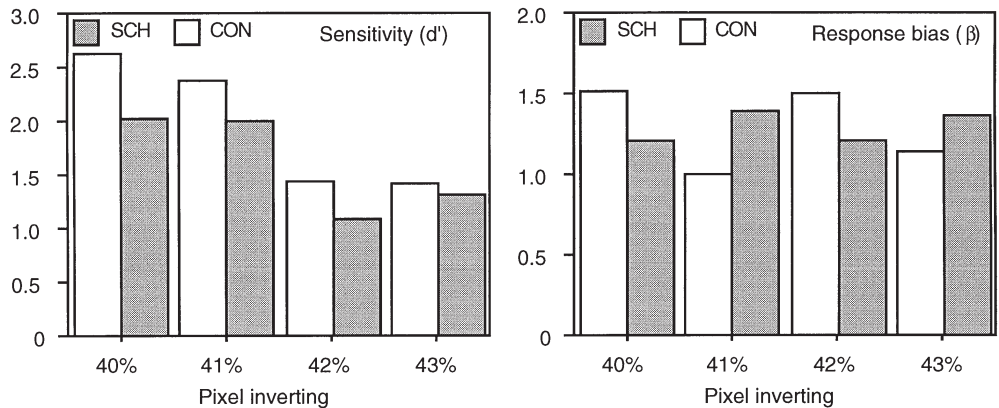 SCH CON Sensitivity (d')
3.0
2.5
2.0
1.5
1.0
0.5
0
40% 41% 42% 43%
Pixel inverting
SCH CON Response bias (β)
2.0
1.5
1.0
0.5
0
40% 41% 42% 43%
Pixel inverting